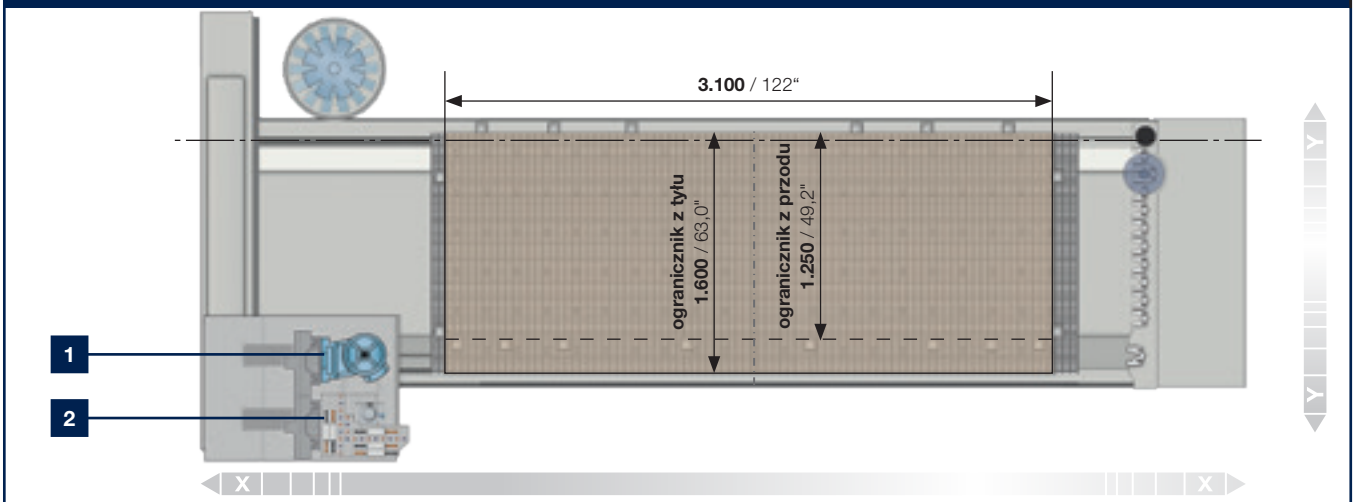 3.100 / 122“
ogranicznik z tyłu
1.600 / 63,0"
ogranicznik z przodu
1.250 / 49,2"
Y
Y
1
2
X
X